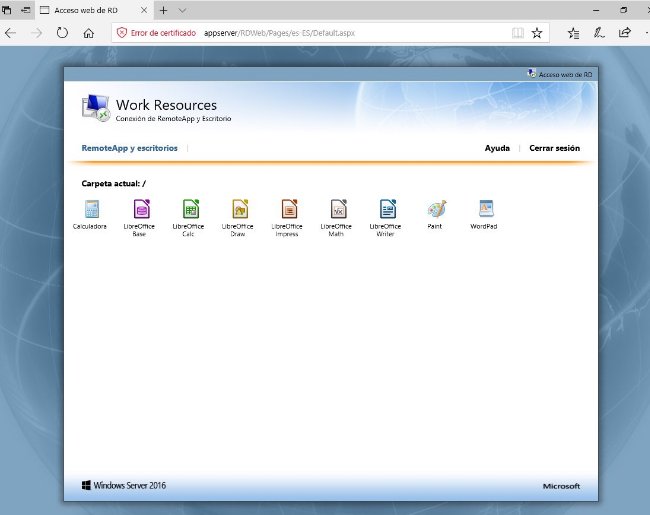 Acceso web de RD
Error de certificado appserver/RDWeb/Pages/es-ES/Default.aspx
Acceso web de RD
Work Resources
Conexión de RemoteApp y Escritorio
RemoteApp y escritorios
Ayuda
Cerrar sesión
Carpeta actual: /
Calculadora
LibreOffice
Base
LibreOffice
Calc
LibreOffice
Draw
LibreOffice
Impress
LibreOffice
Math
LibreOffice
Writer
Paint
WordPad
Windows Server 2016
Microsoft